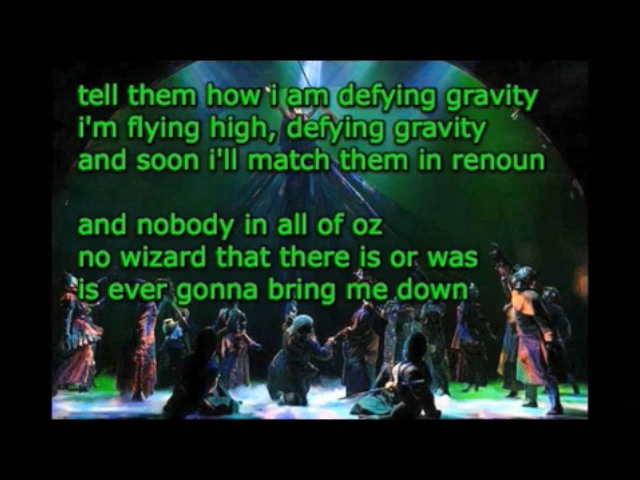 tell them how i am defying gravity
i'm flying high, defying gravity
and soon i'll match them in renoun
and nobody in all of oz
no wizard that there is or was
is ever gonna bring me down